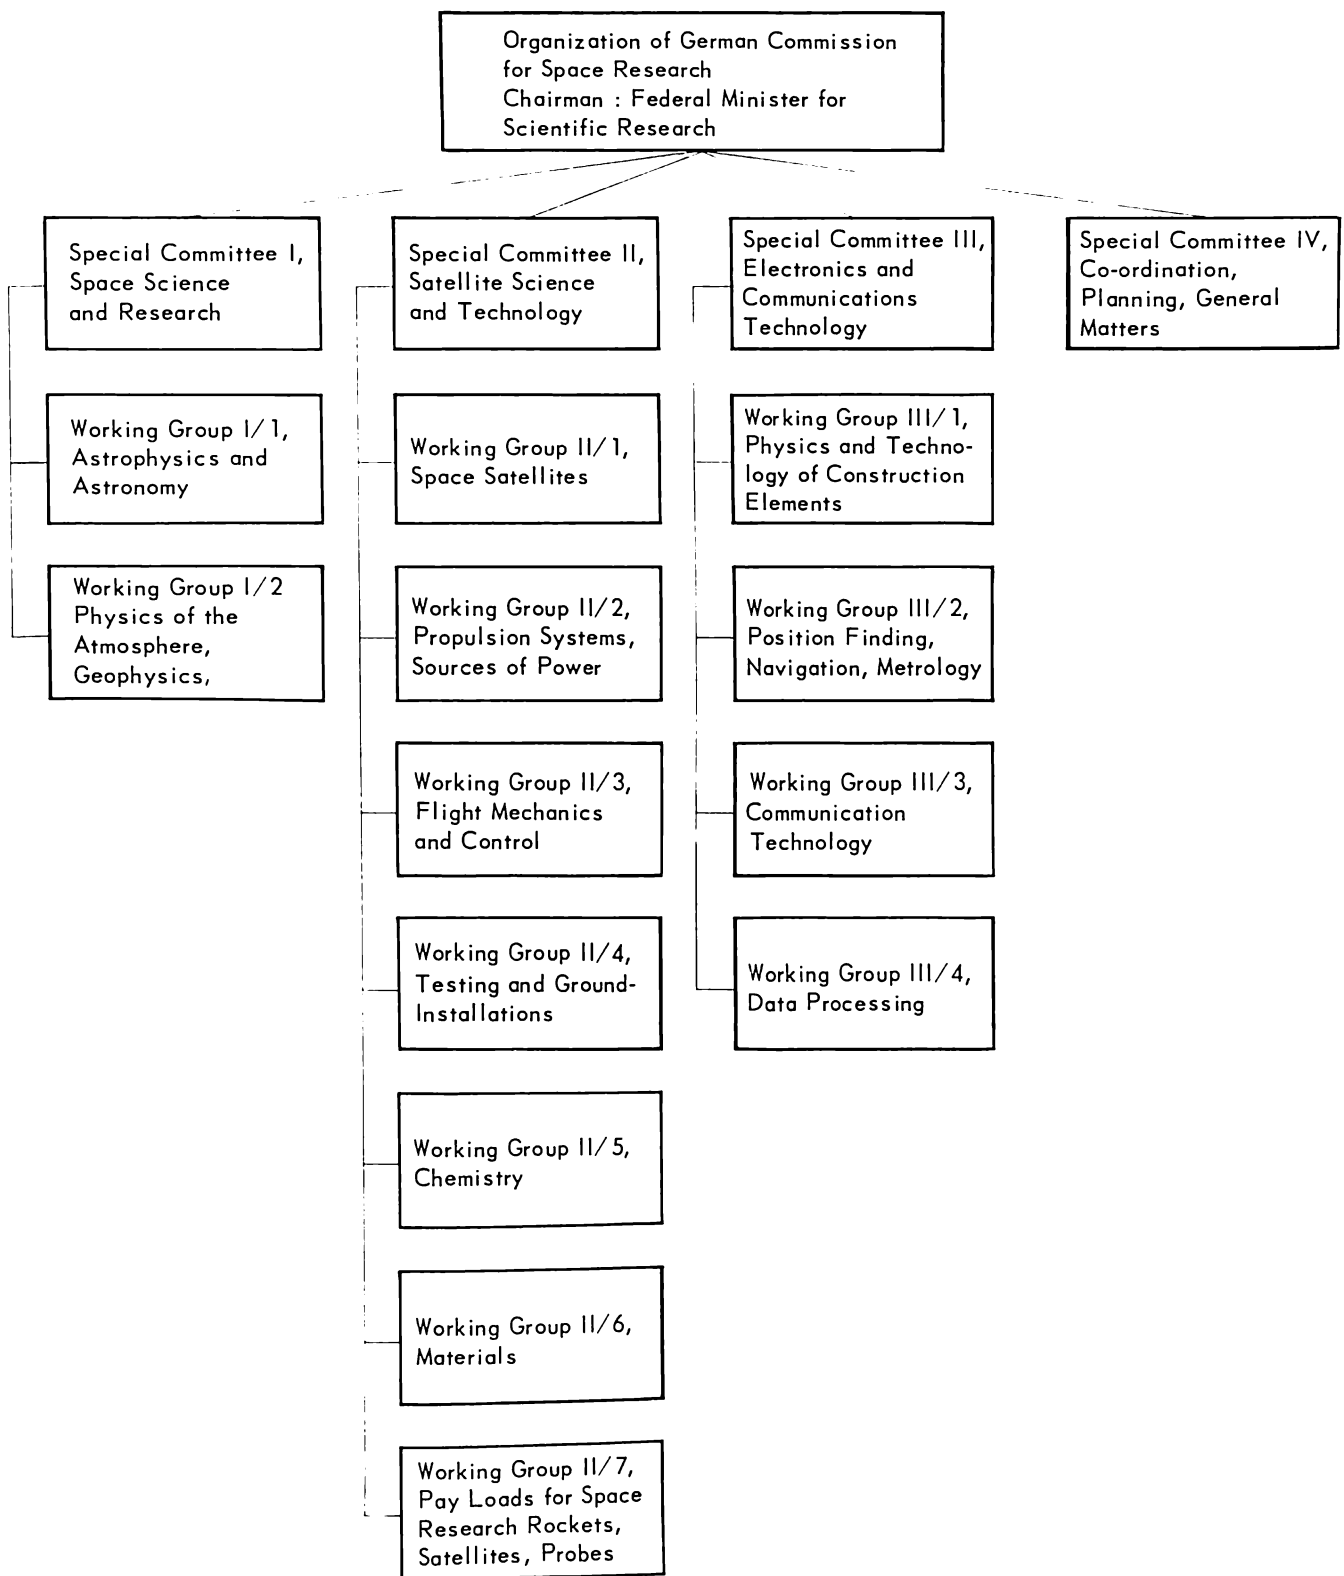 Organization of German Commission
for Space Research
Chairman : Federal Minister for
Scientific Research
Special Committee I,
Space Science
and Research
Special Committee II,
Satellite Science
and Technology
Special Committee III,
Electronics and
Communications
Technology
Special Committee IV,
Co-ordination,
Planning, General
Matters
Working Group I/1,
Astrophysics and
Astronomy
Working Group II/1,
Space Satellites
Working Group III/1,
Physics and Techno-
logy of Construction
Elements
Working Group I/2
Physics of the
Atmosphere,
Geophysics,
Working Group II/2,
Propulsion Systems,
Sources of Power
Working Group III/2,
Position Finding,
Navigation, Metrology
Working Group II/3,
Flight Mechanics
and Control
Working Group III/3,
Communication
Technology
Working Group II/4,
Testing and Ground-
Installations
Working Group III/4,
Data Processing
Working Group II/5,
Chemistry
Working Group II/6,
Materials
Working Group II/7,
Pay Loads for Space
Research Rockets,
Satellites, Probes